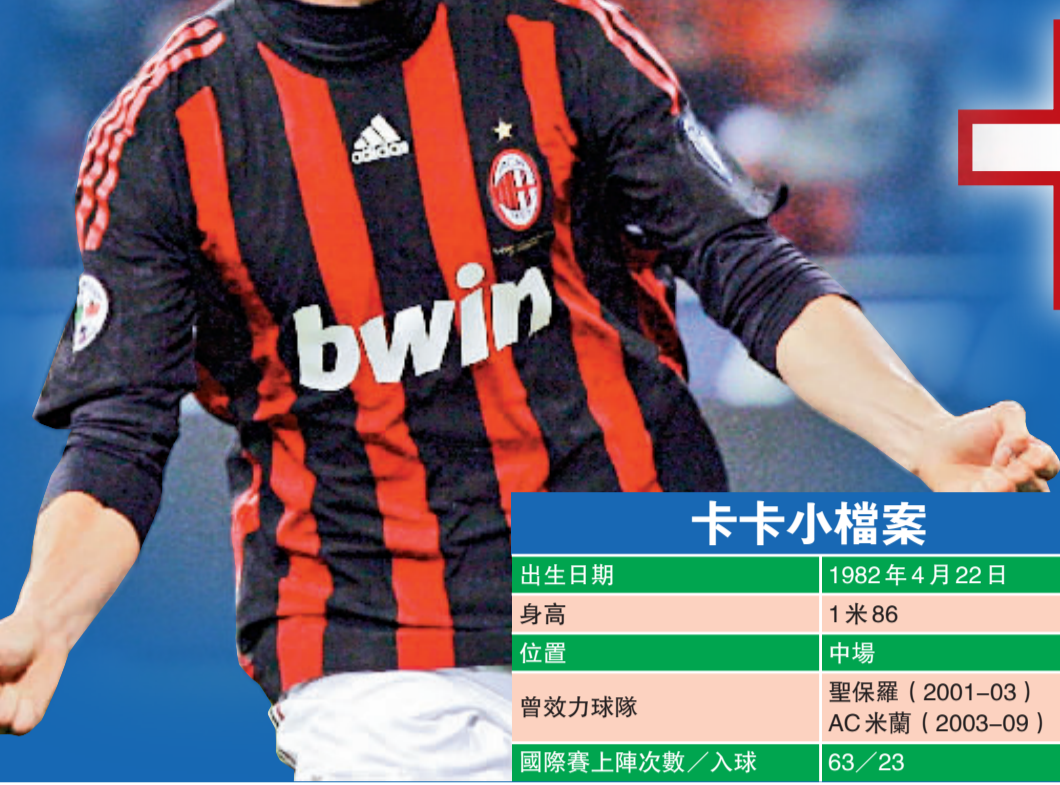 adidas
bwin
卡卡小檔案
出生日期 1982年4月22日
身高 1米86
位置 中場
曾效力球隊 聖保羅（2001–03）
AC米蘭（2003–09）
國際賽上陣次數／入球 63／23